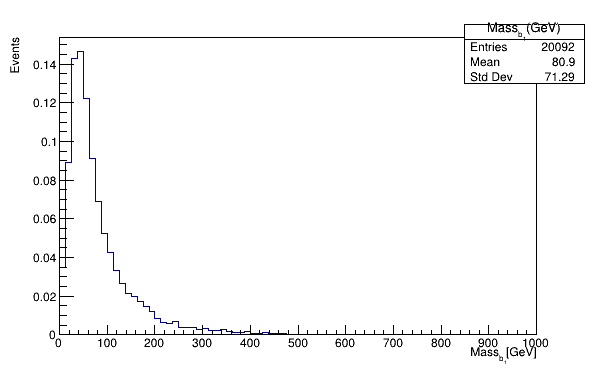 Mass_b_1(GeV)
Entries 20092
Mean 80.9
Std Dev 71.29
Events
0.14
0.12
0.1
0.08
0.06
0.04
0.02
0
0 100 200 300 400 500 600 700 800 900 1000
Mass_b_1[GeV]